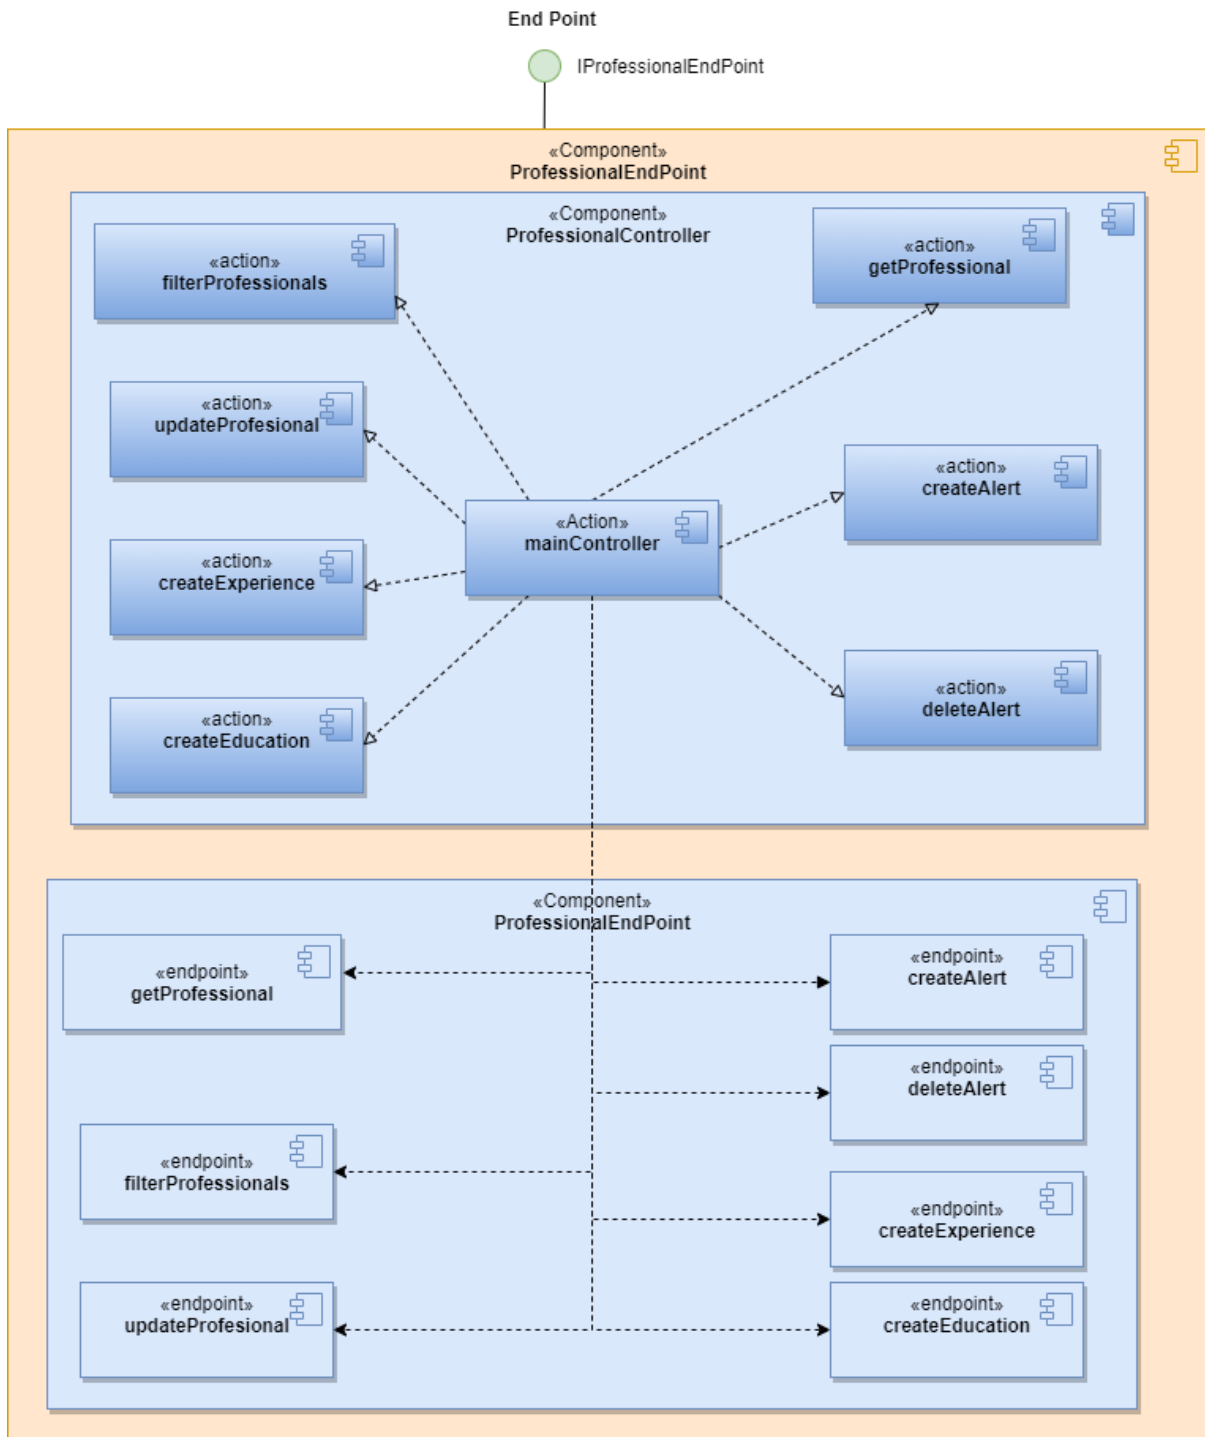 End Point
IProfessionalEndPoint
«Component»
ProfessionalEndPoint
«Component»
ProfessionalController
«action»
filterProfessionals
«action»
getProfessional
«action»
updateProfesional
«action»
createAlert
«Action»
mainController
«action»
createExperience
«action»
deleteAlert
«action»
createEducation
«Component»
ProfessionalEndPoint
«endpoint»
getProfessional
«endpoint»
createAlert
«endpoint»
deleteAlert
«endpoint»
filterProfessionals
«endpoint»
createExperience
«endpoint»
updateProfesional
«endpoint»
createEducation